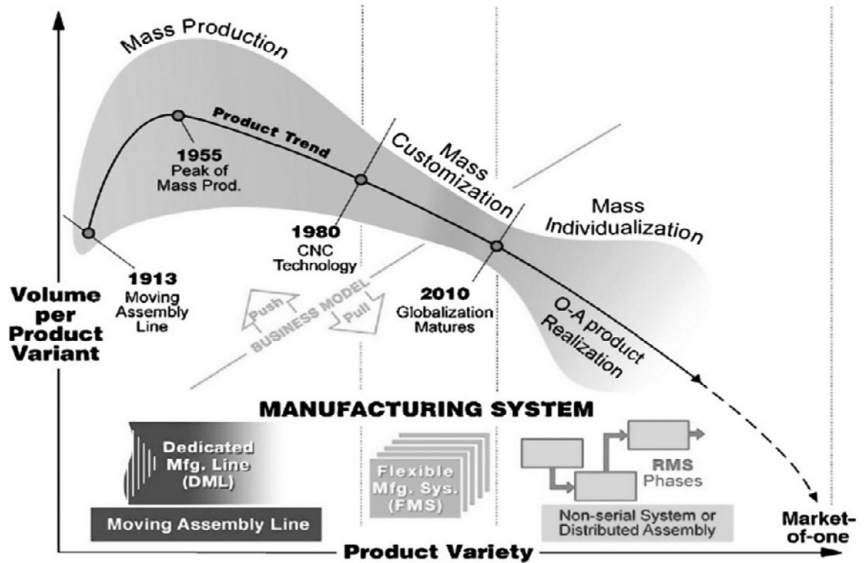 Mass Production
Product Trend
1955
Peak of
Mass Prod.
Mass
Customization
Mass
Individualization
1913
Moving
Assembly
Line
1980
CNC
Technology
2010
Globalization
Matures
O-A product
Realization
Push
BUSINESS MODEL
Pull
Volume
per
Product
Variant
MANUFACTURING SYSTEM
Dedicated
Mfg. Line
(DML)
Moving Assembly Line
Flexible
Mfg. Sys.
(FMS)
RMS
Phases
Non-serial System or
Distributed Assembly
Market-
of-one
Product Variety